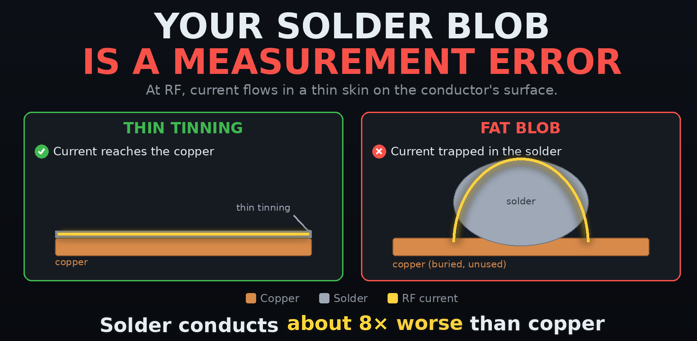 YOUR SOLDER BLOB
IS A MEASUREMENT ERROR
At RF, current flows in a thin skin on the conductor's surface.
THIN TINNING
Current reaches the copper
thin tinning
copper
FAT BLOB
Current trapped in the solder
solder
copper (buried, unused)
Copper Solder RF current
Solder conducts about 8× worse than copper